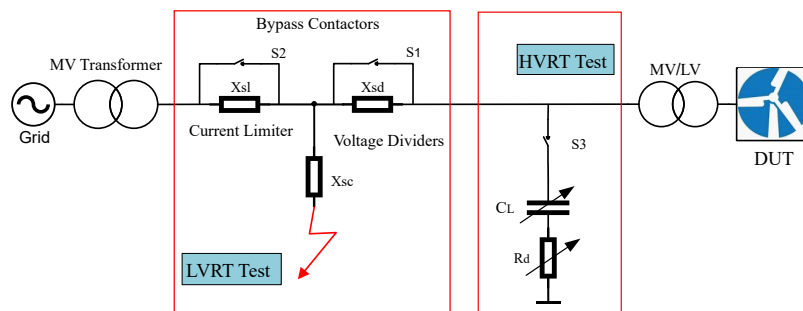 Bypass Contactors
S2
S1
MV Transformer
HVRT Test
MV/LV
Xsl
Xsd
Grid
Current Limiter
Voltage Dividers
S3
DUT
Xsc
CL
LVRT Test
Rd